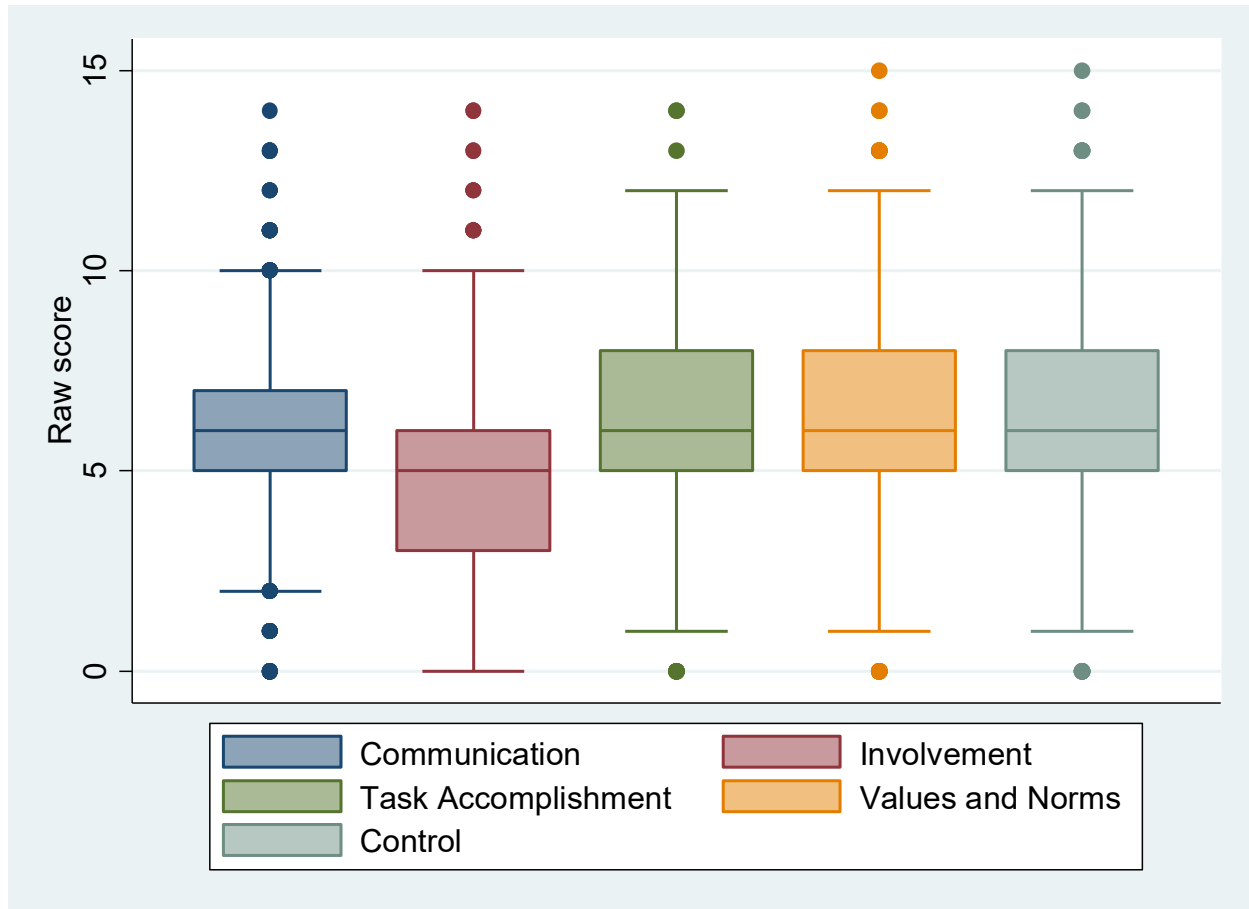 15
10
5
0
Raw score
Communication
Involvement
Task Accomplishment
Values and Norms
Control